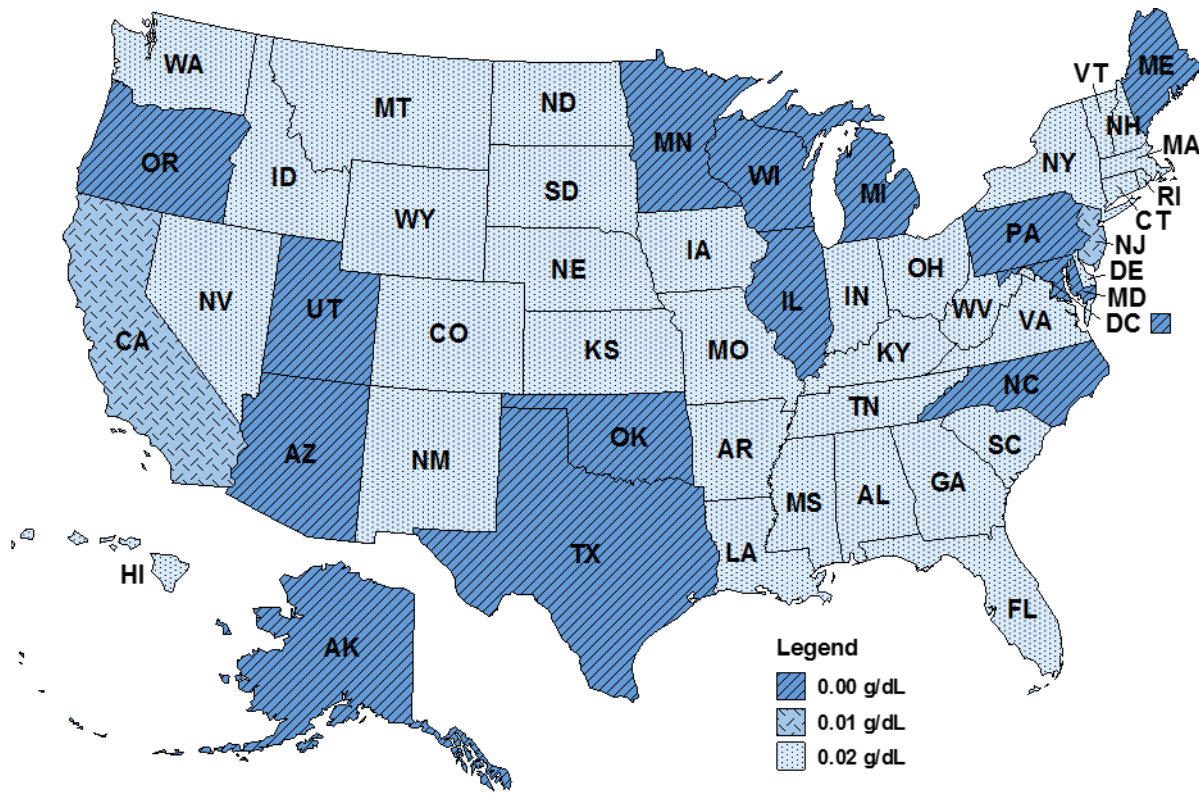 ME
WA
VT
MT
ND
NH
MN
MA
OR
NY
ID
WI
SD
MI
RI
WY
CT
PA
NJ
IA
NE
OH
DE
MD
IL
IN
NV
UT
WV
VA
DC
CO
CA
KS
MO
KY
NC
TN
OK
AZ
NM
AR
SC
MS
AL
GA
TX
LA
HI
FL
AK
Legend
0.00 g/dL
0.01 g/dL
0.02 g/dL